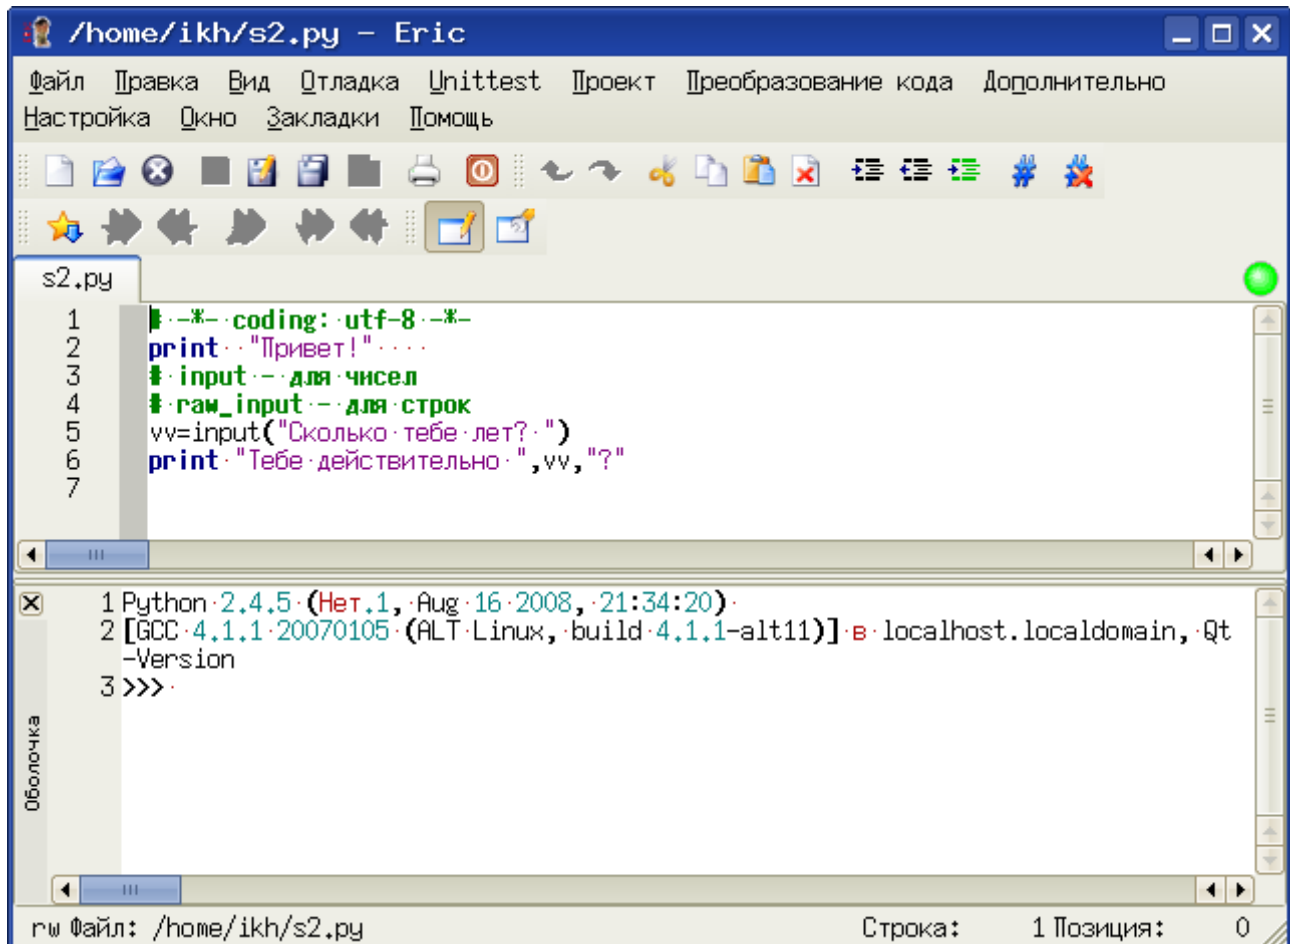 /home/ikh/s2.py - Eric
Файл Правка Вид Отладка Unittest Проект Преобразование кода Дополнительно
Настройка Окно Закладки Помощь
s2.py
1 # -*- coding: utf-8 -*-
2 print  "Привет!"
3 # input - для чисел
4 # raw_input - для строк
5 vv=input("Сколько тебе лет? ")
6 print "Тебе действительно ",vv,"?"
7
1 Python 2.4.5 (Нет.1, Aug 16 2008, 21:34:20)
2 [GCC 4.1.1 20070105 (ALT Linux, build 4.1.1-alt11)] в localhost.localdomain, Qt
-Version
3 >>>
Оболочка
rw Файл: /home/ikh/s2.py Строка: 1 Позиция: 0